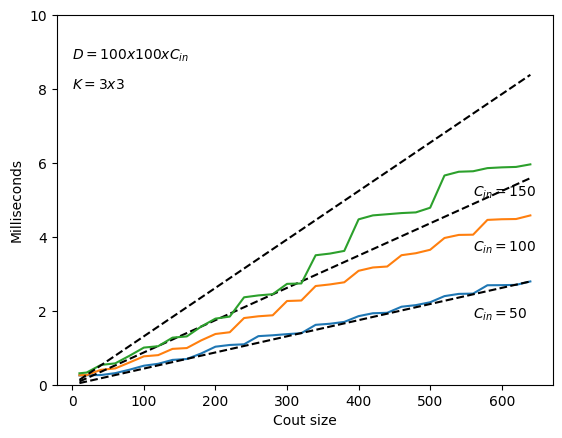 10
D = 100x100xC_in
K = 3x3
8
6
C_in = 150
4
C_in = 100
2
C_in = 50
0
0 100 200 300 400 500 600
Milliseconds
Cout size